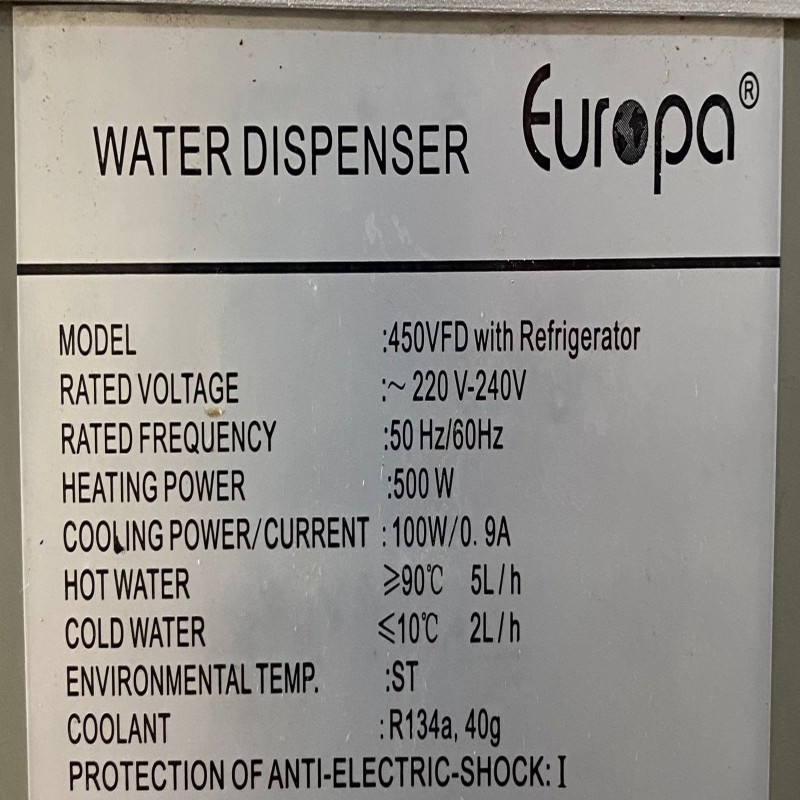 WATER DISPENSER Europa®
MODEL :450VFD with Refrigerator
RATED VOLTAGE :~ 220 V-240V
RATED FREQUENCY :50 Hz/60Hz
HEATING POWER :500 W
COOLING POWER/CURRENT : 100W/0. 9A
HOT WATER ⩾90℃ 5L/h
COLD WATER ⩽10℃ 2L/h
ENVIRONMENTAL TEMP. :ST
COOLANT : R134a, 40g
PROTECTION OF ANTI-ELECTRIC-SHOCK: I